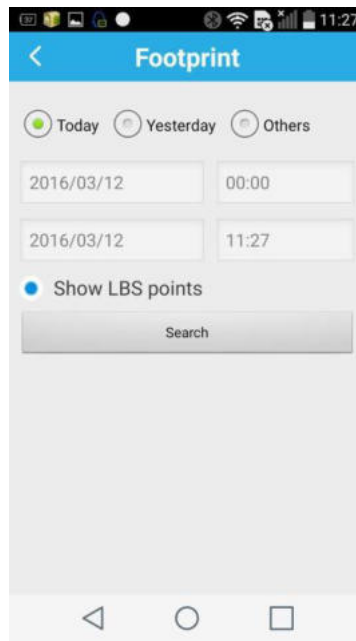 11:27
Footprint
Today Yesterday Others
2016/03/12 00:00
2016/03/12 11:27
Show LBS points
Search